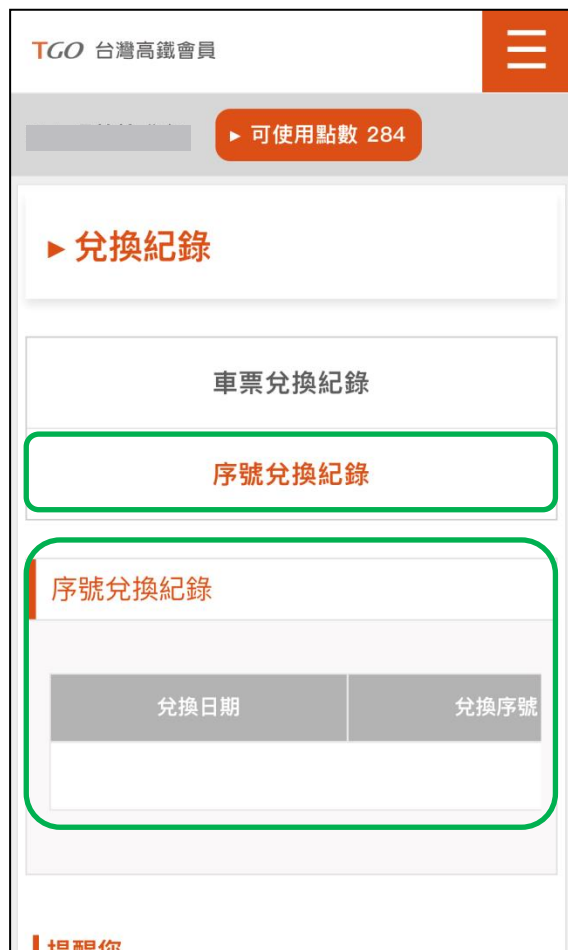 TGO 台灣高鐵會員
▸ 可使用點數 284
▸ 兌換紀錄
車票兌換紀錄
序號兌換紀錄
序號兌換紀錄
兌換日期 兌換序號
提醒您